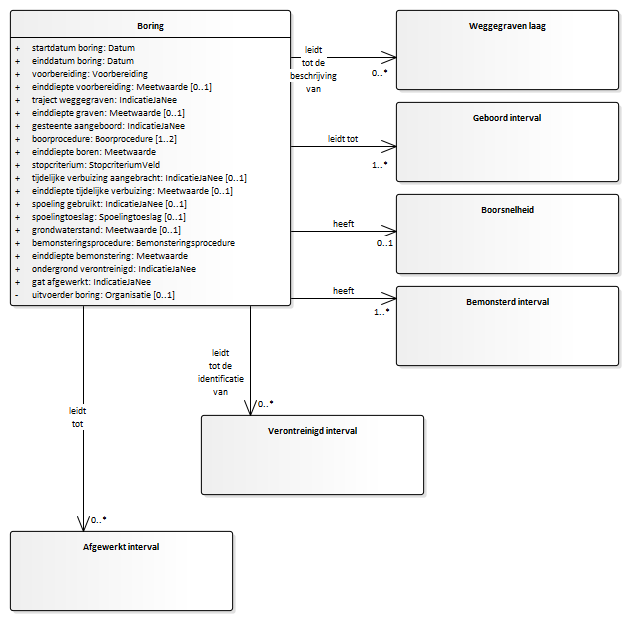 Boring
+ startdatum boring: Datum
+ einddatum boring: Datum
+ voorbereiding: Voorbereiding
+ einddiepte voorbereiding: Meetwaarde [0..1]
+ traject weggegraven: IndicatieJaNee
+ einddiepte graven: Meetwaarde [0..1]
+ gesteente aangeboord: IndicatieJaNee
+ boorprocedure: Boorprocedure [1..2]
+ einddiepte boren: Meetwaarde
+ stopcriterium: StopcriteriumVeld
+ tijdelijke verbuizing aangebracht: IndicatieJaNee [0..1]
+ einddiepte tijdelijke verbuizing: Meetwaarde [0..1]
+ spoeling gebruikt: IndicatieJaNee [0..1]
+ spoelingtoeslag: Spoelingtoeslag [0..1]
+ grondwaterstand: Meetwaarde [0..1]
+ bemonsteringsprocedure: Bemonsteringsprocedure
+ einddiepte bemonstering: Meetwaarde
+ ondergrond verontreinigd: IndicatieJaNee
+ gat afgewerkt: IndicatieJaNee
- uitvoerder boring: Organisatie [0..1]
leidt
tot de
beschrijving
van
0..*
Weggegraven laag
leidt tot
1..*
Geboord interval
heeft
0..1
Boorsnelheid
heeft
1..*
Bemonsterd interval
leidt
tot de
identificatie
van
0..*
Verontreinigd interval
leidt
tot
0..*
Afgewerkt interval